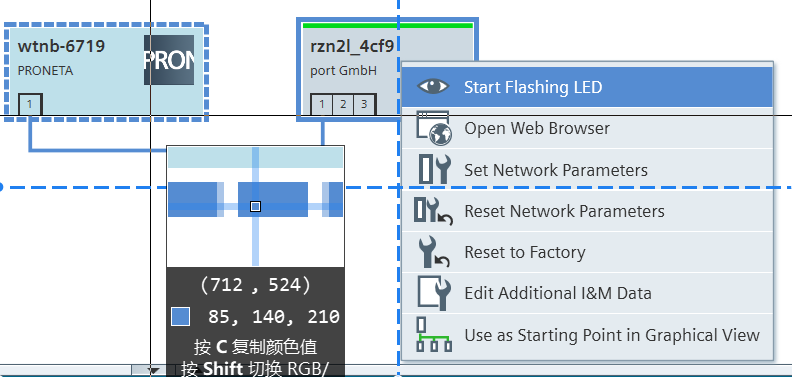 wtnb-6719
PRONETA
PRON
1
rzn2l_4cf9
port GmbH
1 2 3
Start Flashing LED
Open Web Browser
Set Network Parameters
Reset Network Parameters
Reset to Factory
Edit Additional I&M Data
Use as Starting Point in Graphical View
(712 , 524)
85, 140, 210
按 C 复制颜色值
按 Shift 切换 RGB/